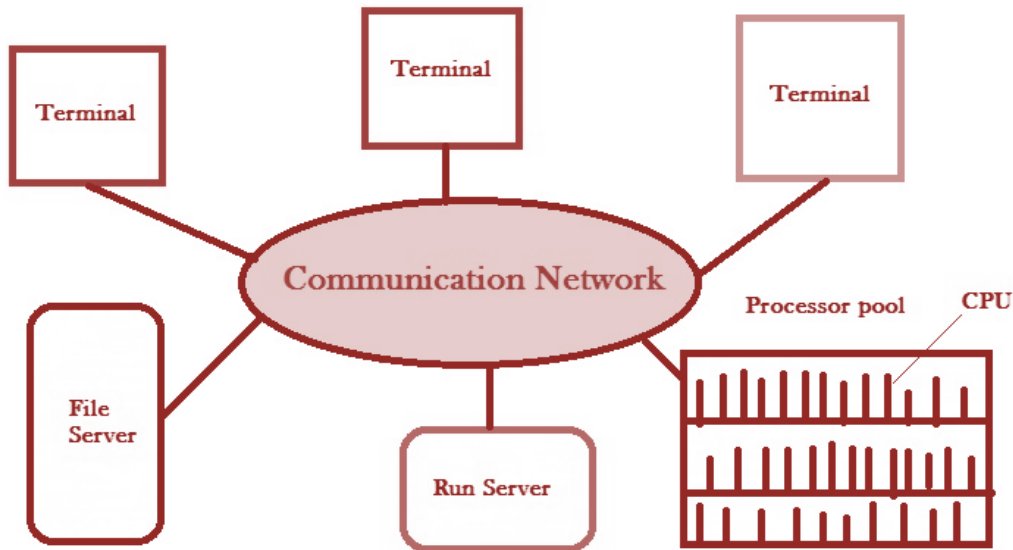 Terminal
Terminal
Terminal
Communication Network
Processor pool
CPU
File
Server
Run Server